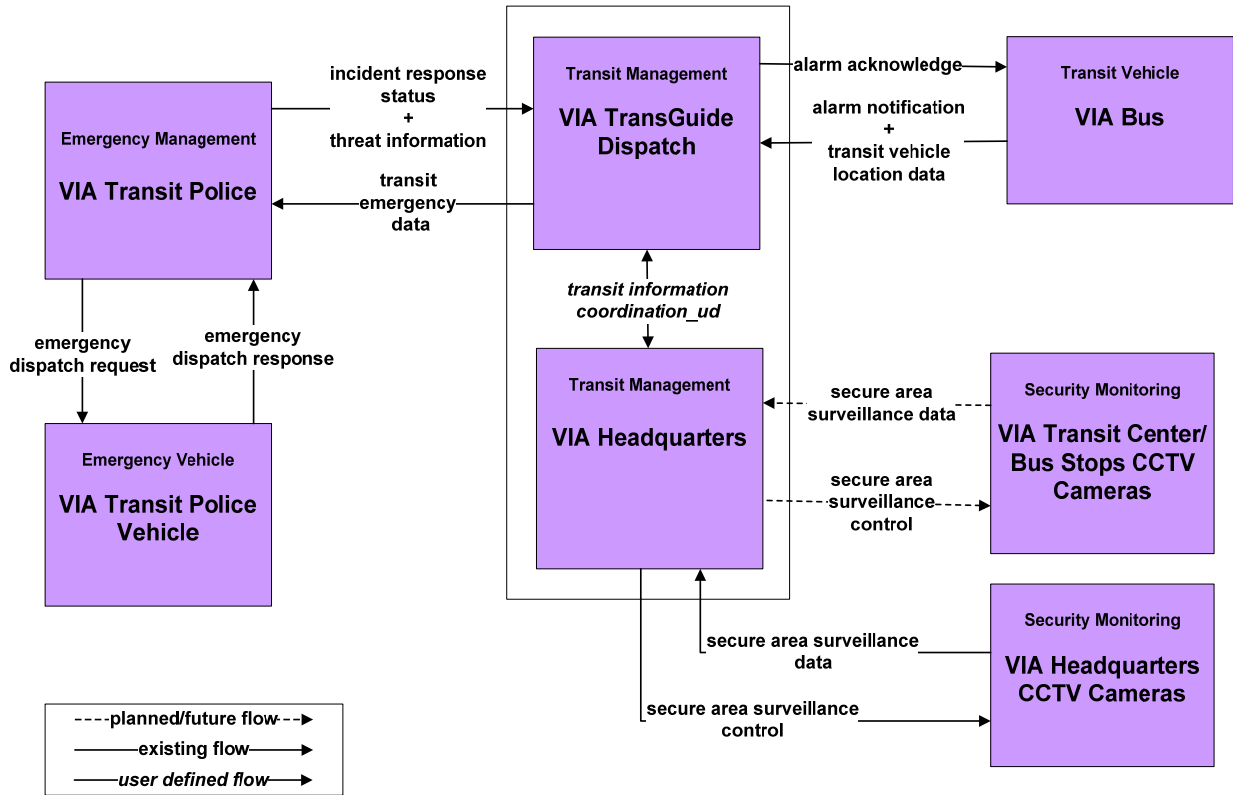 Emergency Management
VIA Transit Police
incident response
status
+
threat information
transit
emergency
data
Transit Management
VIA TransGuide
Dispatch
alarm acknowledge
alarm notification
+
transit vehicle
location data
Transit Vehicle
VIA Bus
transit information
coordination_ud
emergency
dispatch request
emergency
dispatch response
Emergency Vehicle
VIA Transit Police
Vehicle
Transit Management
VIA Headquarters
secure area
surveillance data
secure area
surveillance
control
Security Monitoring
VIA Transit Center/
Bus Stops CCTV
Cameras
secure area surveillance
data
secure area surveillance
control
Security Monitoring
VIA Headquarters
CCTV Cameras
planned/future flow
existing flow
user defined flow